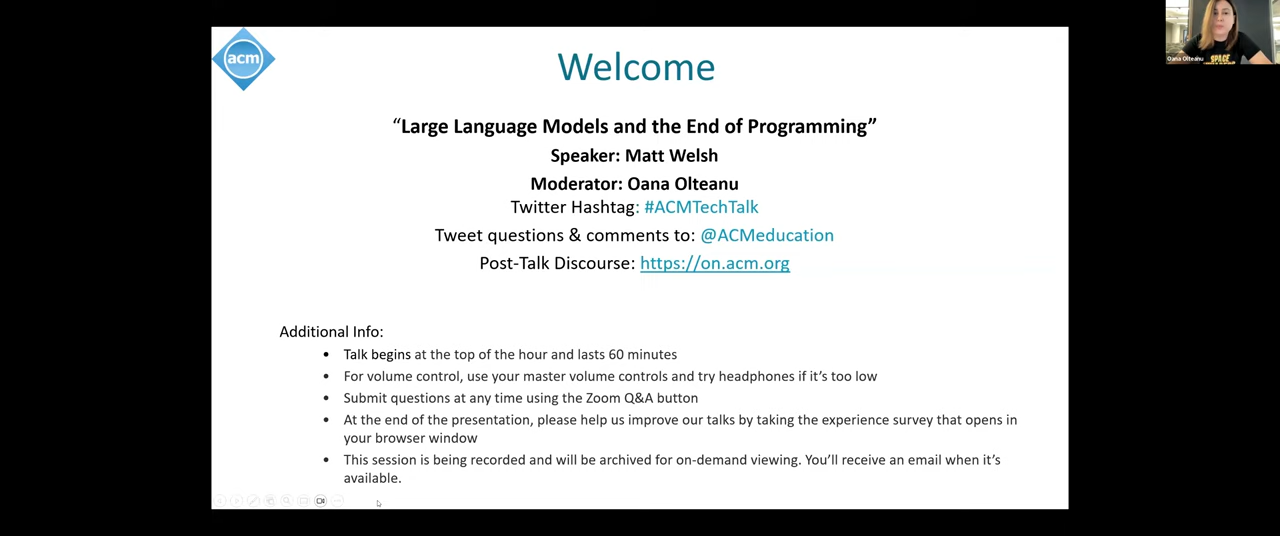 acm
Welcome
“Large Language Models and the End of Programming”
Speaker: Matt Welsh
Moderator: Oana Olteanu
Twitter Hashtag: #ACMTechTalk
Tweet questions & comments to: @ACMeducation
Post-Talk Discourse: https://on.acm.org
Additional Info:
• Talk begins at the top of the hour and lasts 60 minutes
• For volume control, use your master volume controls and try headphones if it’s too low
• Submit questions at any time using the Zoom Q&A button
• At the end of the presentation, please help us improve our talks by taking the experience survey that opens in
your browser window
• This session is being recorded and will be archived for on-demand viewing. You’ll receive an email when it’s
available.
Oana Olteanu
SPACE